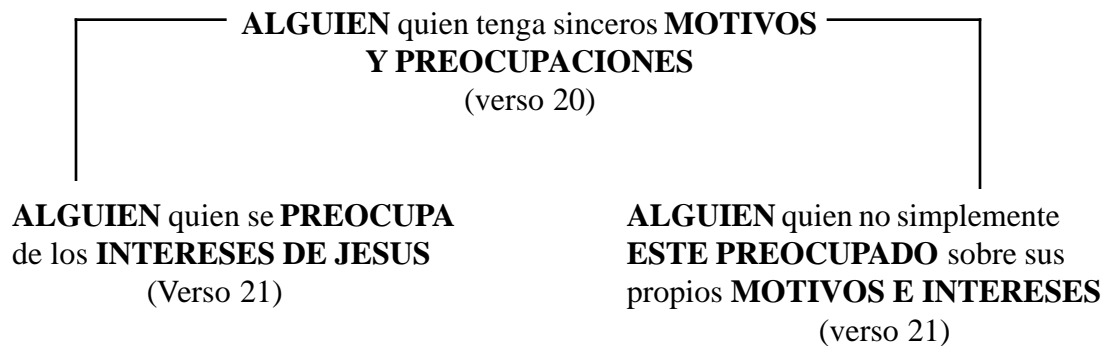 ALGUIEN quien tenga sinceros MOTIVOS
Y PREOCUPACIONES
(verso 20)
ALGUIEN quien se PREOCUPA
de los INTERESES DE JESUS
(Verso 21)
ALGUIEN quien no simplemente
ESTE PREOCUPADO sobre sus
propios MOTIVOS E INTERESES
(verso 21)